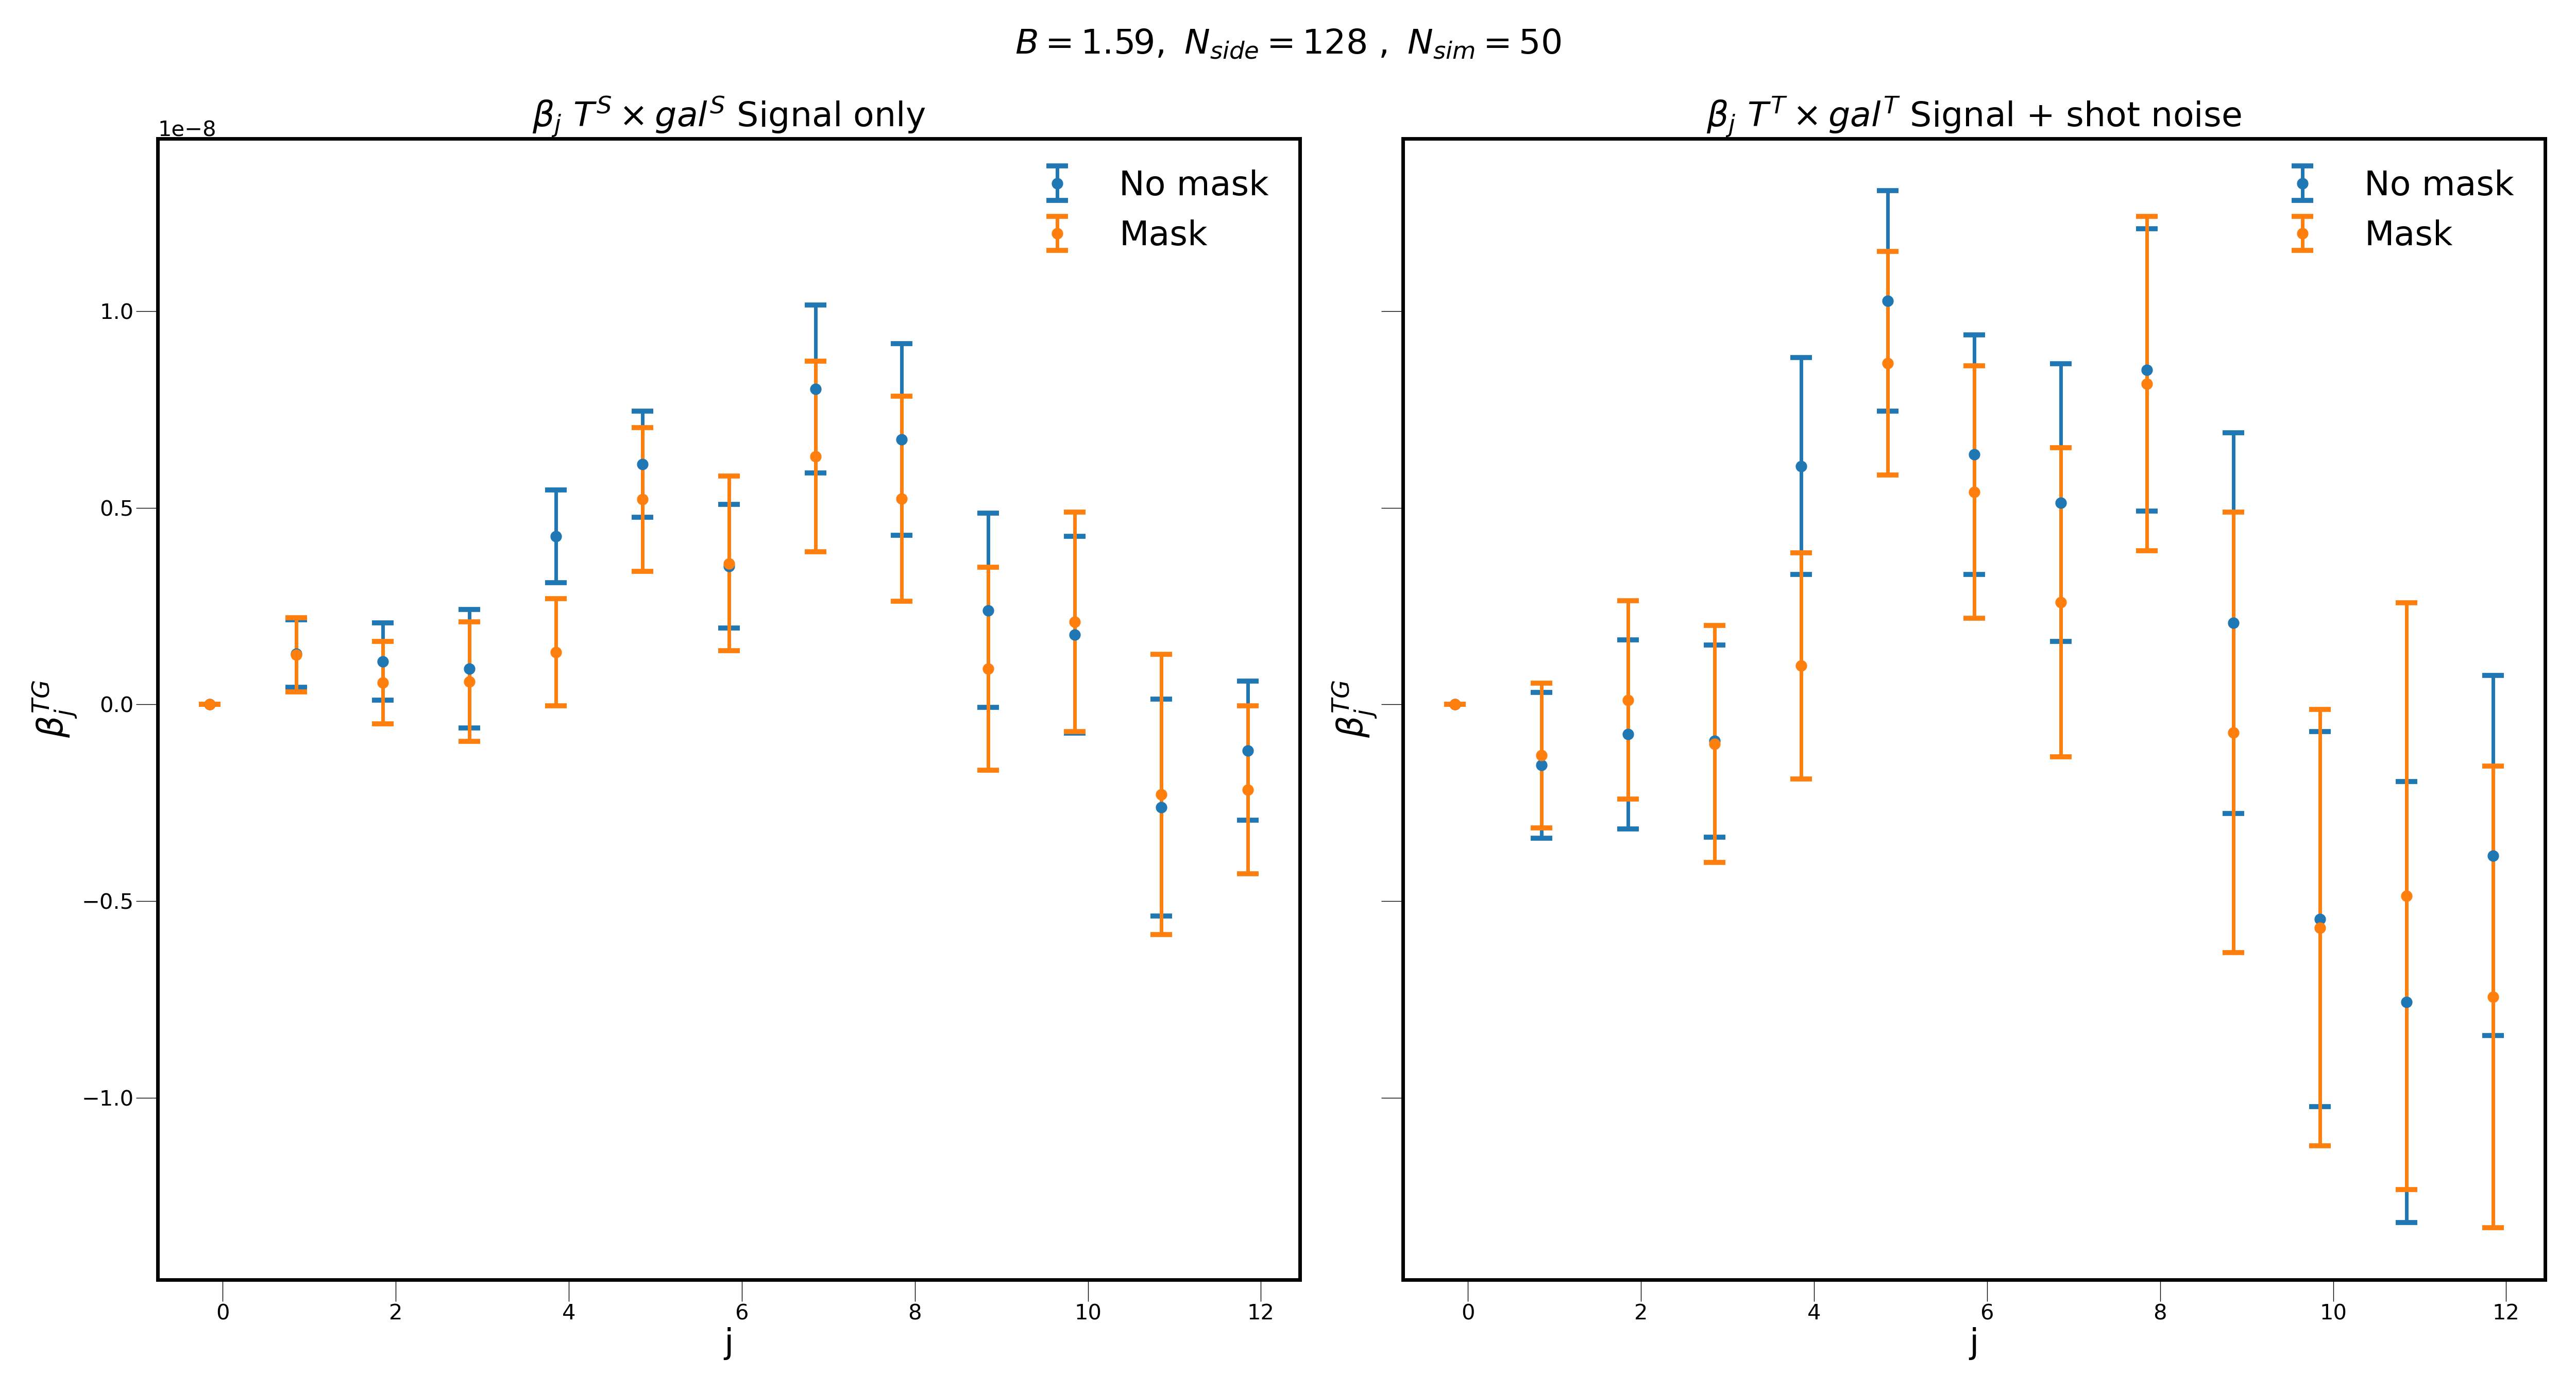 B = 1.59, N_side = 128 , N_sim = 50
β_j T^S × gal^S Signal only
1e−8
No mask
Mask
1.0
0.5
0.0
−0.5
−1.0
β_j^TG
0 2 4 6 8 10 12
j
β_j T^T × gal^T Signal + shot noise
No mask
Mask
β_j^TG
0 2 4 6 8 10 12
j